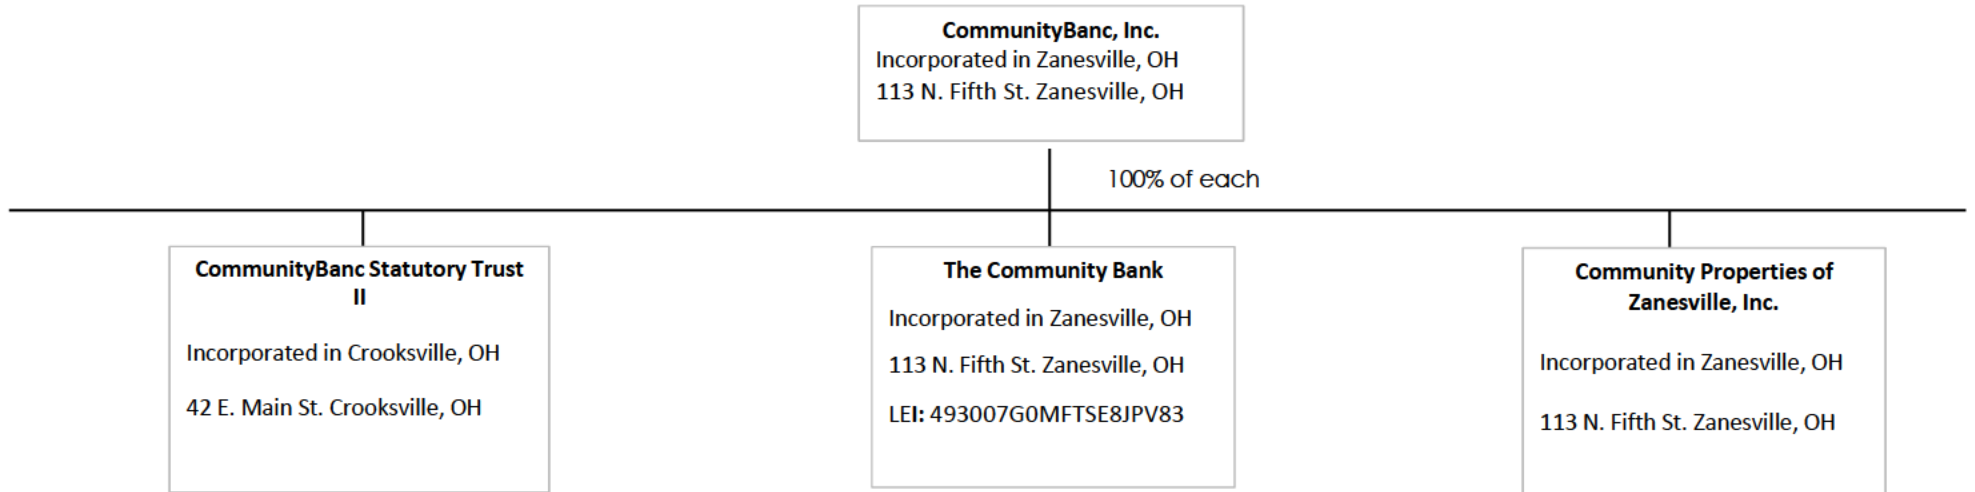 CommunityBanc, Inc.
Incorporated in Zanesville, OH
113 N. Fifth St. Zanesville, OH
100% of each
CommunityBanc Statutory Trust
II
Incorporated in Crooksville, OH
42 E. Main St. Crooksville, OH
The Community Bank
Incorporated in Zanesville, OH
113 N. Fifth St. Zanesville, OH
LEI: 493007G0MFTSE8JPV83
Community Properties of
Zanesville, Inc.
Incorporated in Zanesville, OH
113 N. Fifth St. Zanesville, OH